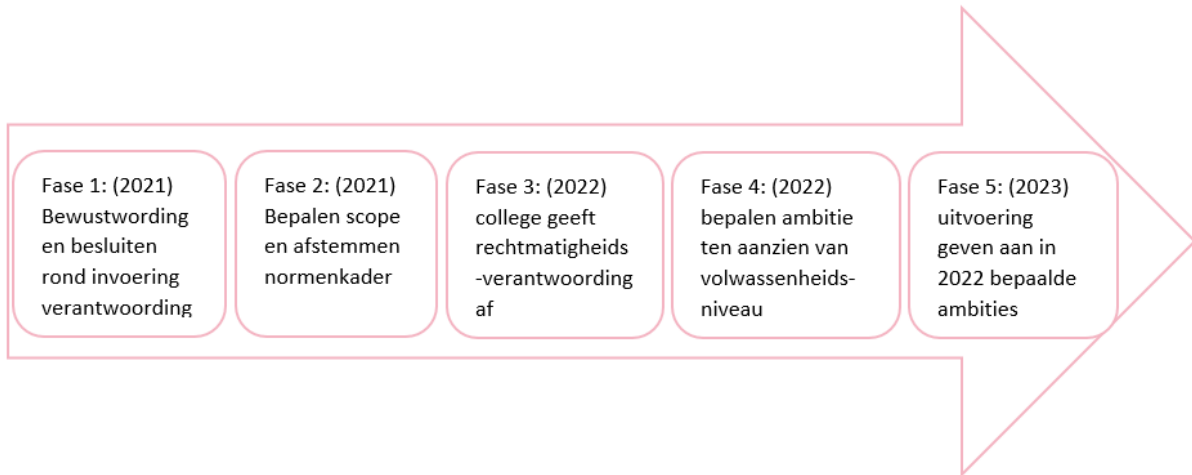 Fase 1: (2021)
Bewustwording
en besluiten
rond invoering
verantwoording
Fase 2: (2021)
Bepalen scope
en afstemmen
normenkader
Fase 3: (2022)
college geeft
rechtmatigheids
-verantwoording
af
Fase 4: (2022)
bepalen ambitie
ten aanzien van
volwassenheids-
niveau
Fase 5: (2023)
uitvoering
geven aan in
2022 bepaalde
ambities